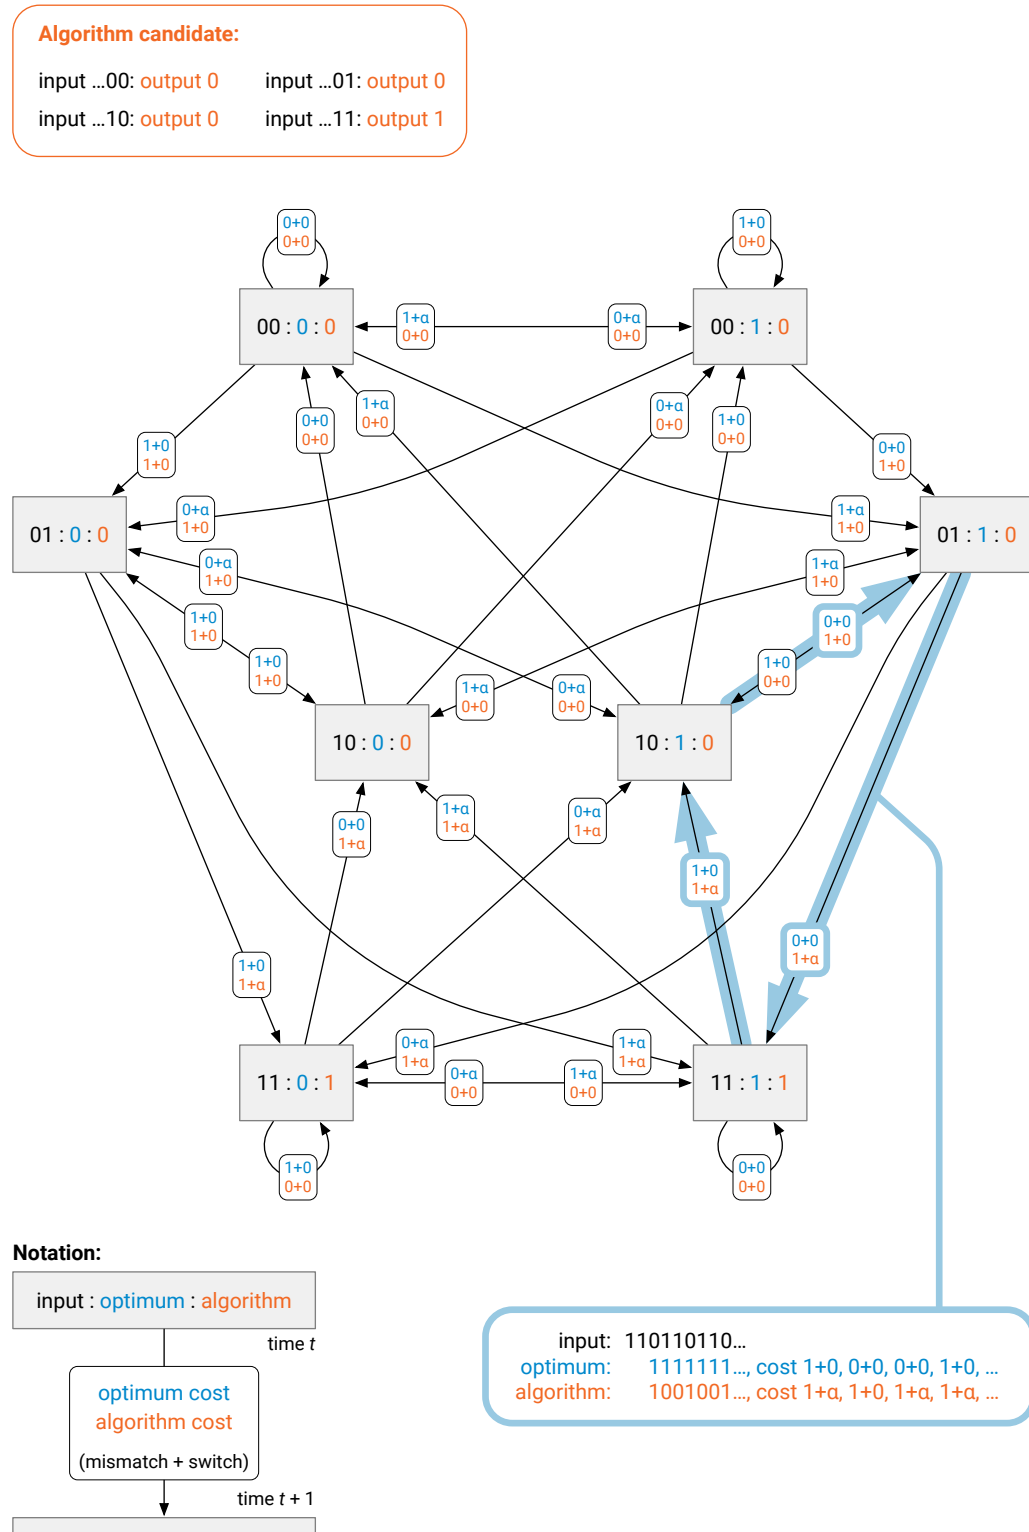 Algorithm candidate:
input ...00: output 0 input ...01: output 0
input ...10: output 0 input ...11: output 1
0+0
0+0
1+0
0+0
00 : 0 : 0
1+α
0+0
0+α
0+0
00 : 1 : 0
0+0
0+0
1+α
0+0
0+α
0+0
1+0
0+0
1+0
1+0
0+0
1+0
01 : 0 : 0
0+α
1+0
1+α
1+0
01 : 1 : 0
0+α
1+0
1+α
1+0
1+0
1+0
0+0
1+0
1+0
1+0
1+0
0+0
1+α
0+0
0+α
0+0
10 : 0 : 0
10 : 1 : 0
0+0
1+α
1+α
1+α
0+α
1+α
1+0
1+α
1+0
1+α
0+0
1+α
0+α
1+α
1+α
1+α
11 : 0 : 1
0+α
0+0
1+α
0+0
11 : 1 : 1
1+0
0+0
0+0
0+0
Notation:
input : optimum : algorithm
time t
optimum cost
algorithm cost
(mismatch + switch)
time t + 1
input: 110110110...
optimum: 1111111..., cost 1+0, 0+0, 0+0, 1+0, ...
algorithm: 1001001..., cost 1+α, 1+0, 1+α, 1+α, ...